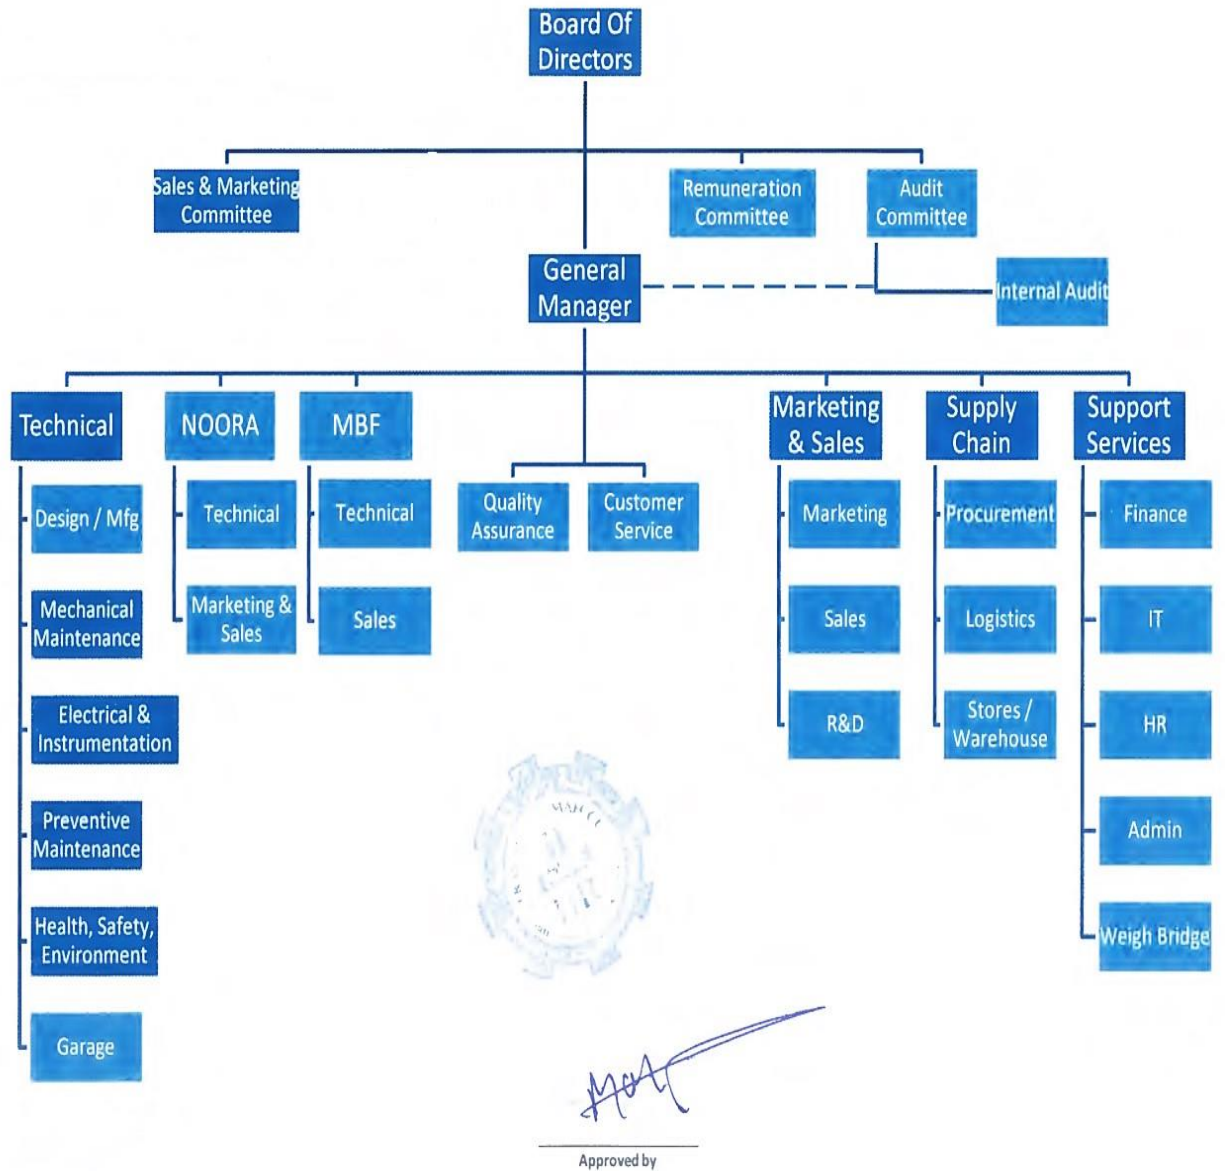 Board Of
Directors
Sales & Marketing
Committee
Remuneration
Committee
Audit
Committee
General
Manager
Internal Audit
Technical
NOORA
MBF
Marketing
& Sales
Supply
Chain
Support
Services
Design / Mfg
Mechanical
Maintenance
Electrical &
Instrumentation
Preventive
Maintenance
Health, Safety,
Environment
Garage
Technical
Marketing &
Sales
Technical
Sales
Quality
Assurance
Customer
Service
Marketing
Sales
R&D
Procurement
Logistics
Stores /
Warehouse
Finance
IT
HR
Admin
Weigh Bridge
Approved by